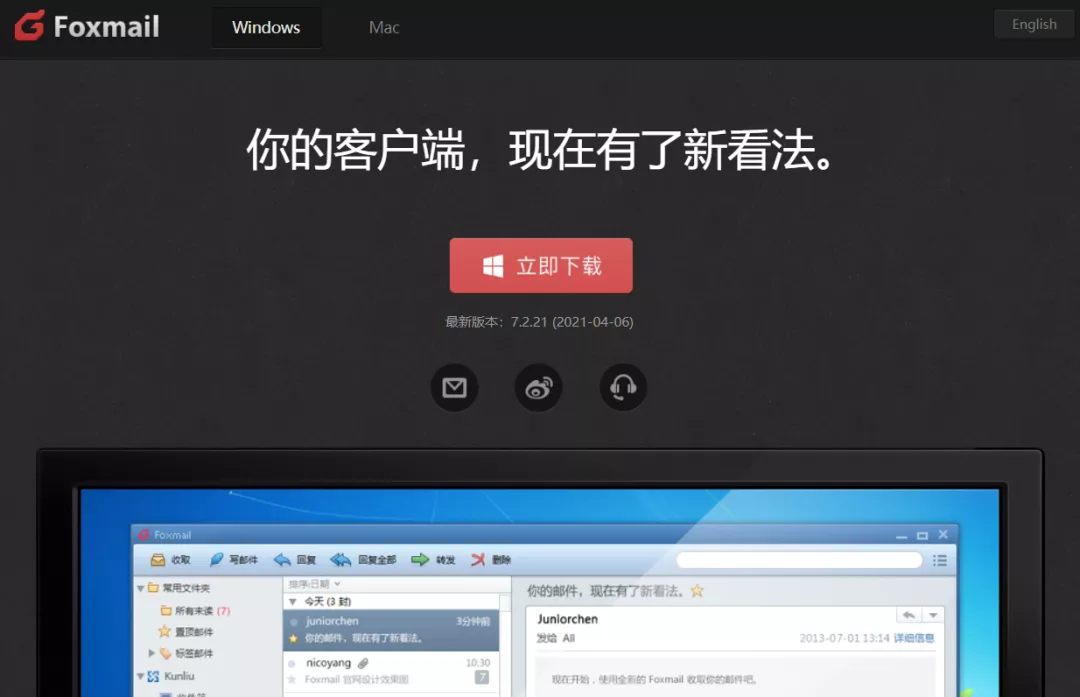 Foxmail
Windows
Mac
English
你的客户端，现在有了新看法。
立即下载
最新版本：7.2.21 (2021-04-06)
Foxmail
收取 写邮件 回复 回复全部 转发 删除
常用文件夹
所有未读 (7)
置顶邮件
标签邮件
Kunliu
收件箱
排序:日期
今天 (3 封)
juniorchen 3分钟前
你的邮件，现在有了新看法。
nicoyang 10:30
Foxmail 官网设计效果图 7
你的邮件，现在有了新看法。
Juniorchen
发给 All 2013-07-01 13:14 详细信息
现在开始，使用全新的 Foxmail 收取你的邮件吧。